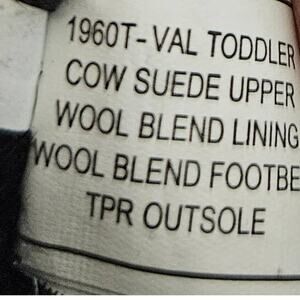 1960T-VAL TODDLER
COW SUEDE UPPER
WOOL BLEND LINING
WOOL BLEND FOOTBE
TPR OUTSOLE